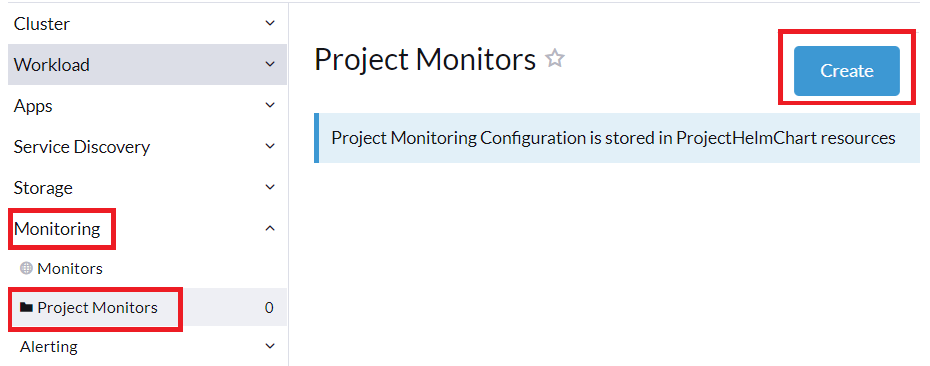 Cluster
Workload
Apps
Service Discovery
Storage
Monitoring
Monitors
Project Monitors 0
Alerting
Project Monitors
Create
Project Monitoring Configuration is stored in ProjectHelmChart resources